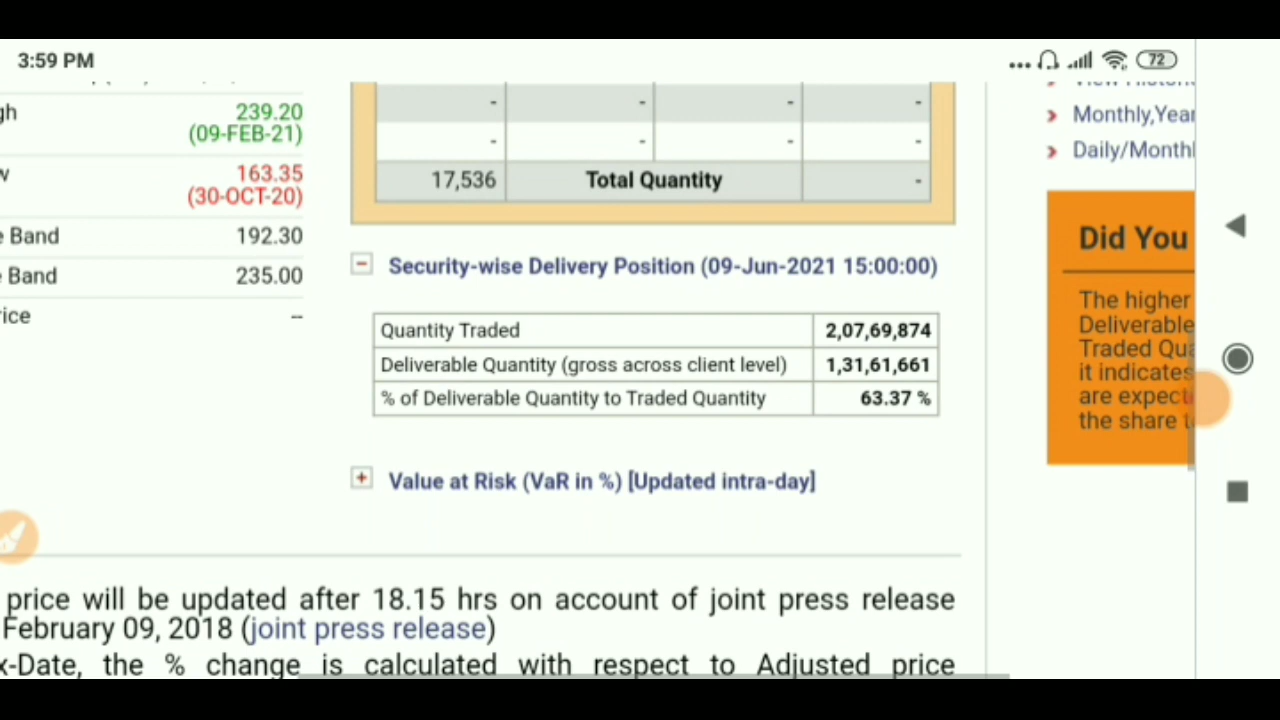 3:59 PM
72
gh 239.20
(09-FEB-21)
w 163.35
(30-OCT-20)
e Band 192.30
e Band 235.00
rice --
- - - -
- - - -
17,536 Total Quantity -
Security-wise Delivery Position (09-Jun-2021 15:00:00)
Quantity Traded 2,07,69,874
Deliverable Quantity (gross across client level) 1,31,61,661
% of Deliverable Quantity to Traded Quantity 63.37 %
Value at Risk (VaR in %) [Updated intra-day]
price will be updated after 18.15 hrs on account of joint press release
February 09, 2018 (joint press release)
x-Date, the % change is calculated with respect to Adjusted price
Monthly,Year
Daily/Monthl
Did You
The higher
Deliverable
Traded Qua
it indicates
are expect
the share t